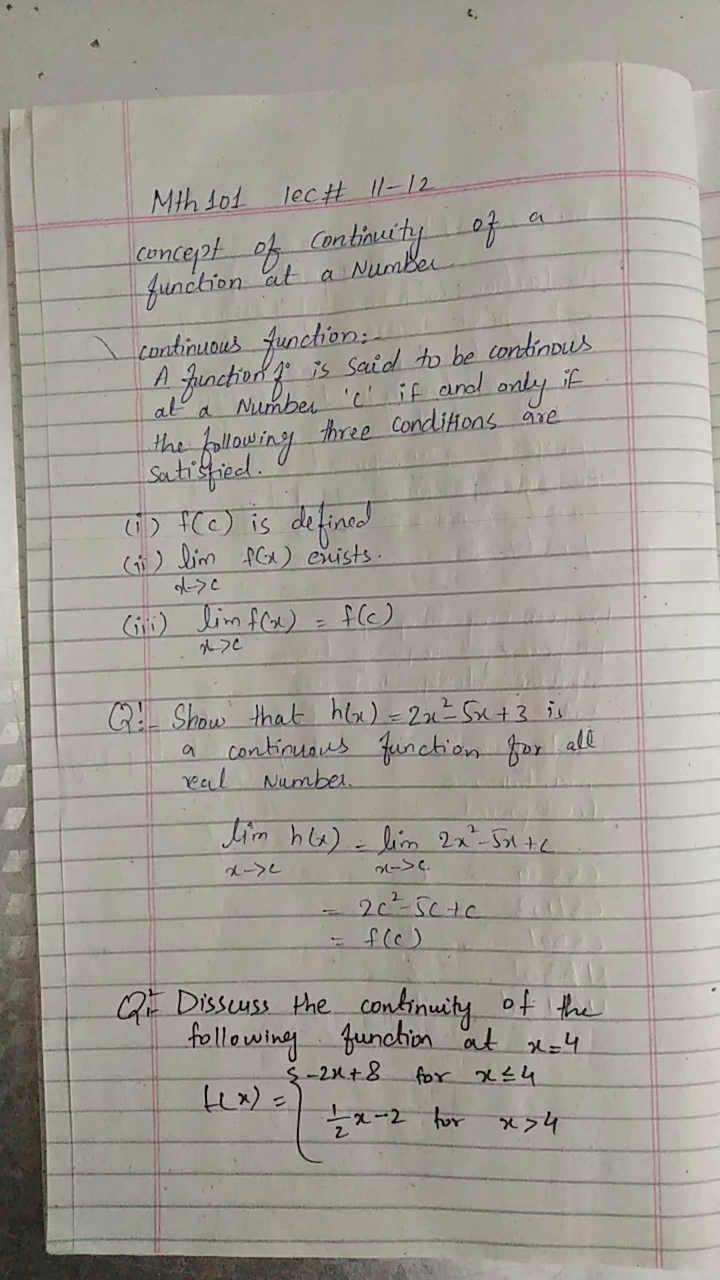 Mth 101 lec # 11-12
concept of Continuity of a
function at a Number
continuous function:-
A function f is said to be continous
at a Number 'c' if and only if
the following three conditions are
satisfied.
(i) f(c) is defined
(ii) lim f(x) exists.
x->c
(iii) lim f(x) = f(c)
x->c
Q!- Show that h(x) = 2x²-5x+3 is
a continuous function for all
real Number.
lim h(x) = lim 2x²-5x+c
x->c x->c
= 2c²-5c+c
= f(c)
Q:- Disscuss the continuity of the
following function at x=4
f(x) = { -2x+8 for x≤4
1/2 x-2 for x>4